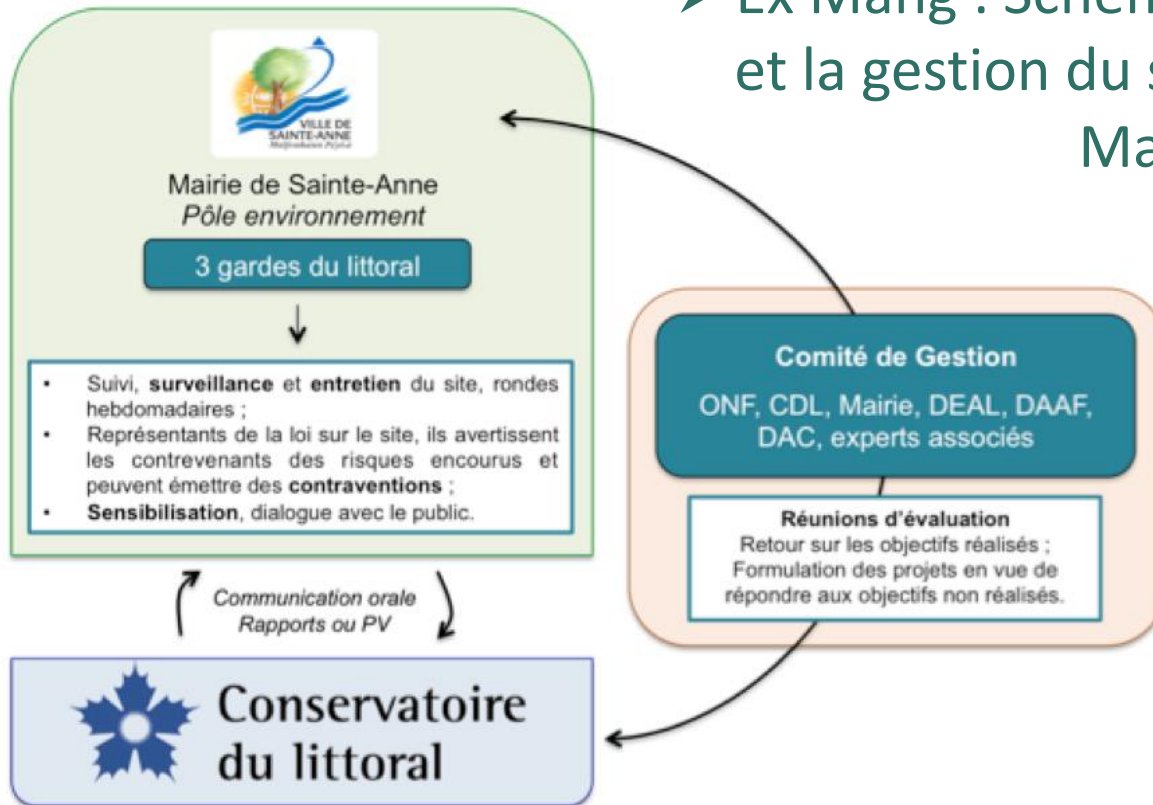 ➤ Ex Mang : Schém
et la gestion du s
Ma
VILLE DE
SAINTE-ANNE
Mairie de Sainte-Anne
Pôle environnement
3 gardes du littoral
• Suivi, surveillance et entretien du site, rondes
hebdomadaires ;
• Représentants de la loi sur le site, ils avertissent
les contrevenants des risques encourus et
peuvent émettre des contraventions ;
• Sensibilisation, dialogue avec le public.
Communication orale
Rapports ou PV
Conservatoire
du littoral
Comité de Gestion
ONF, CDL, Mairie, DEAL, DAAF,
DAC, experts associés
Réunions d'évaluation
Retour sur les objectifs réalisés ;
Formulation des projets en vue de
répondre aux objectifs non réalisés.